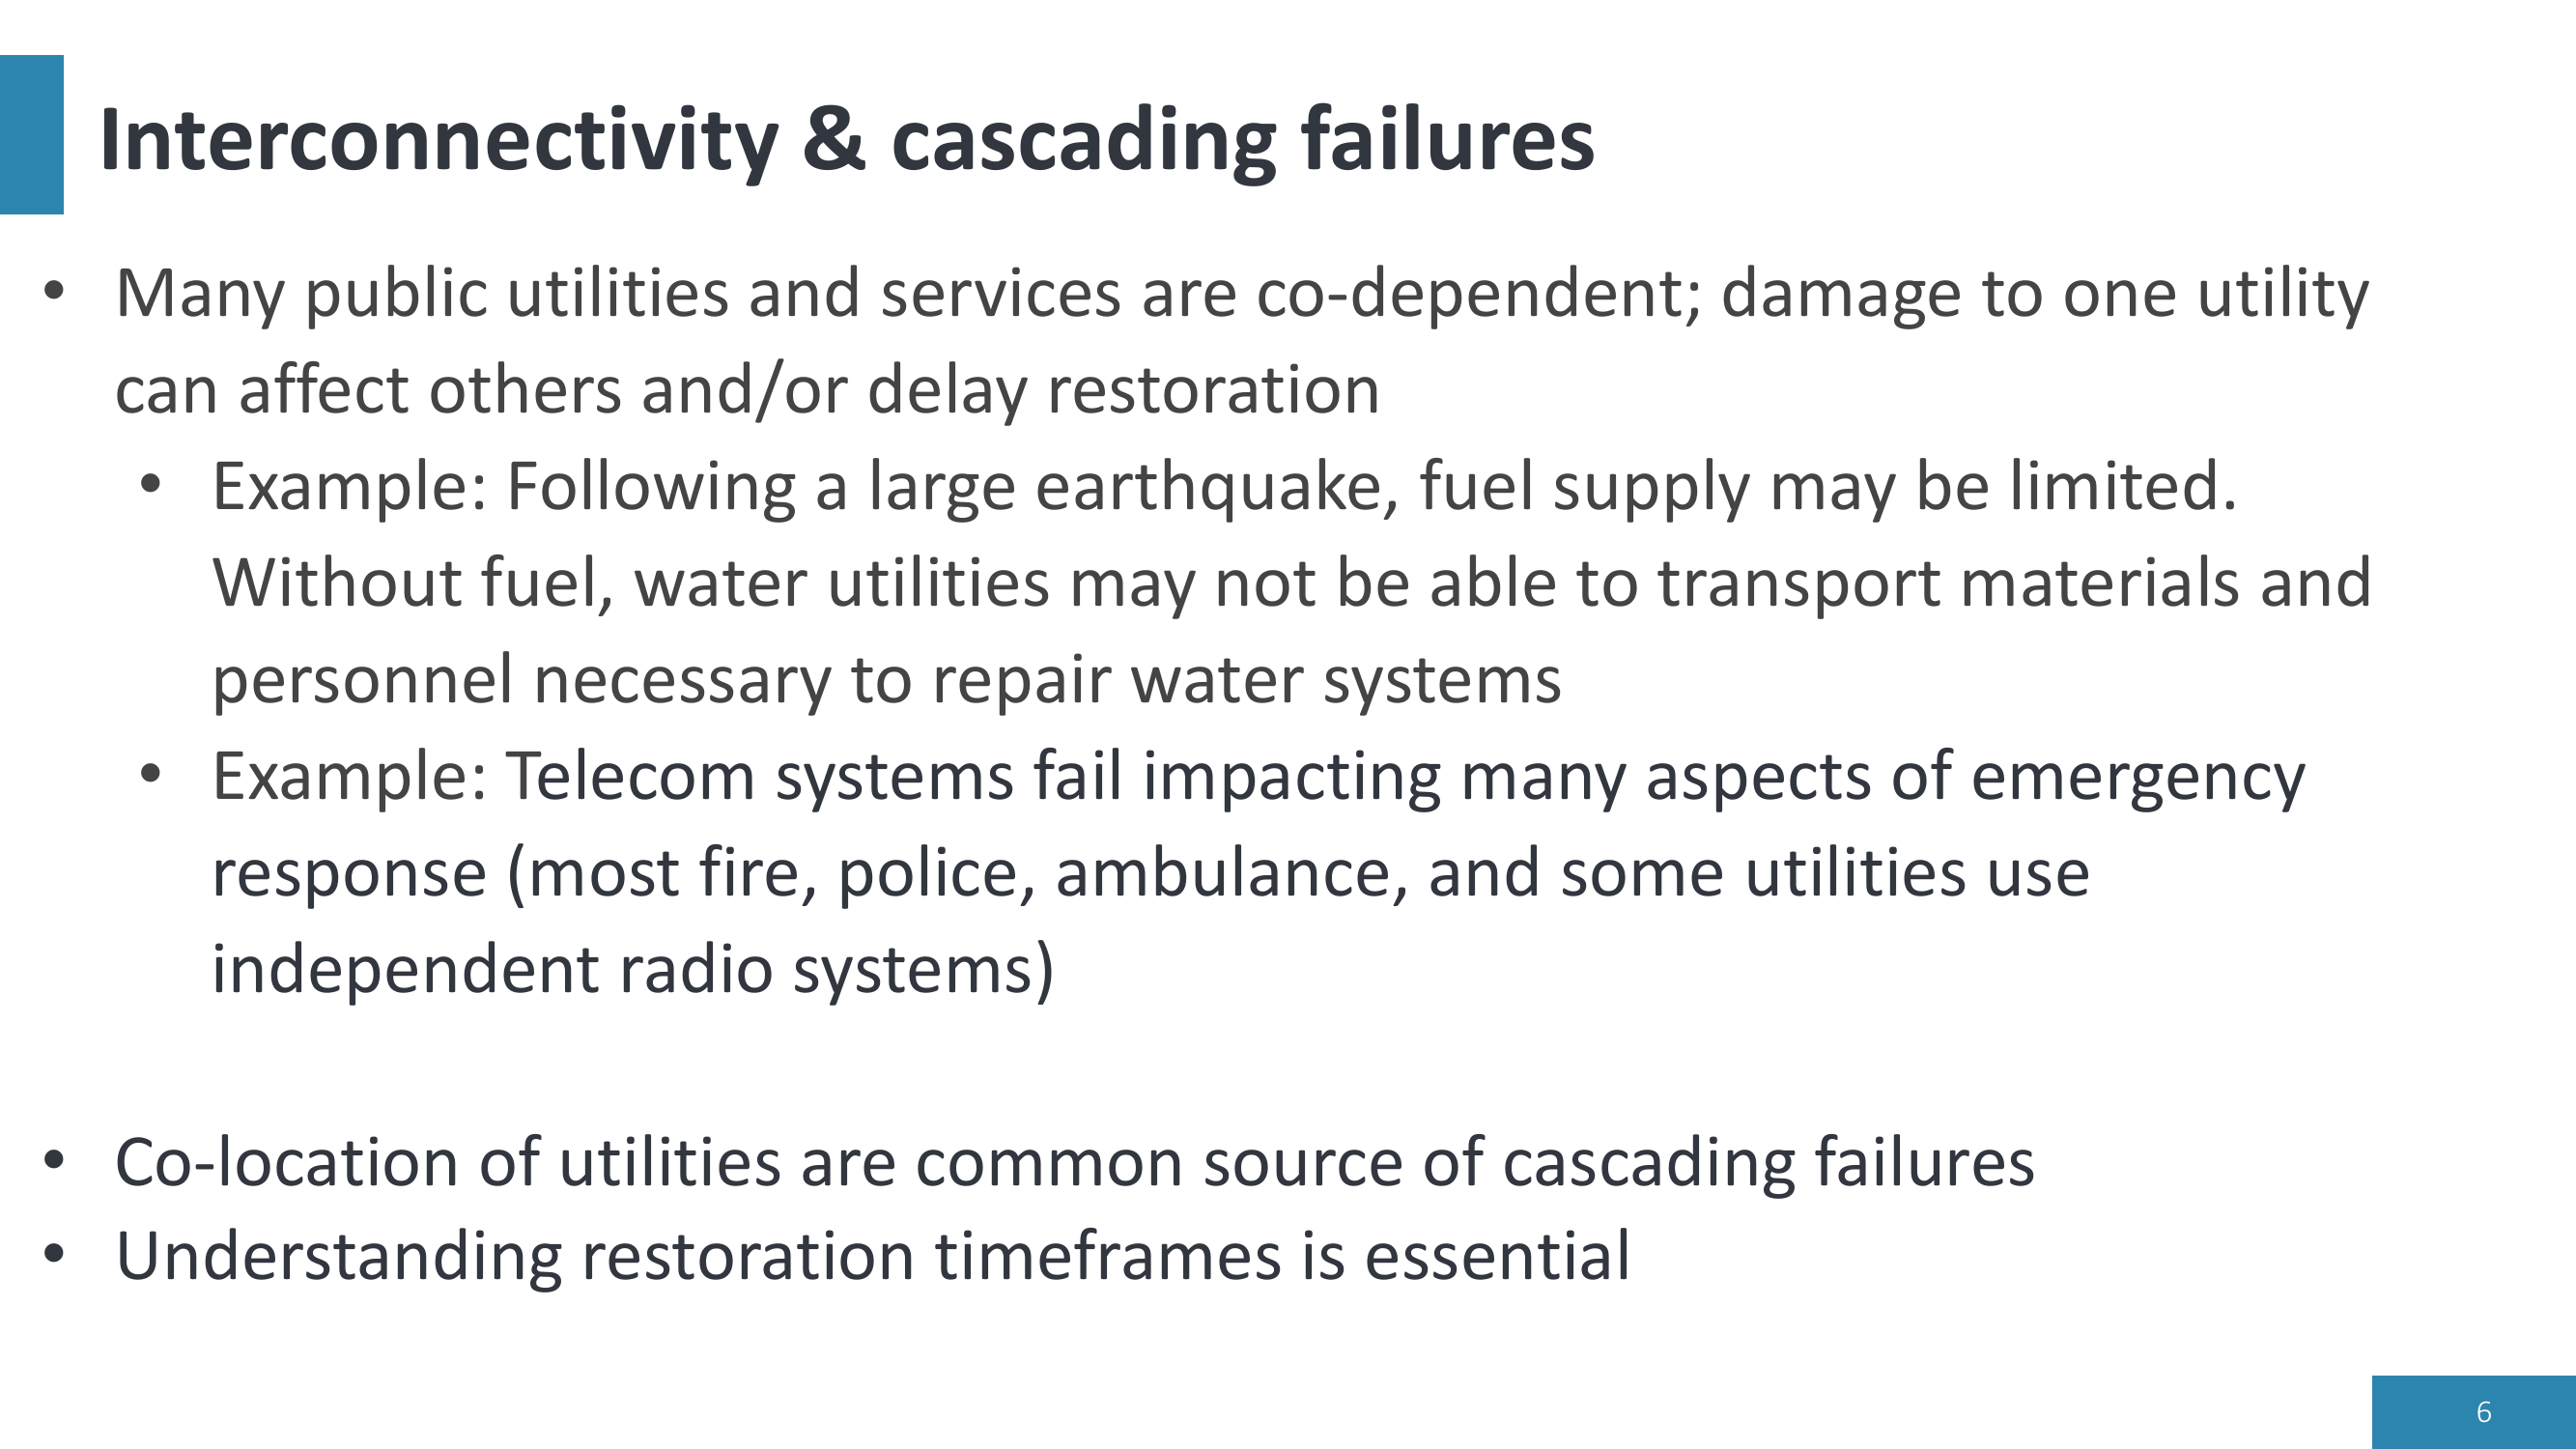 Interconnectivity & cascading failures
• Many public utilities and services are co-dependent; damage to one utility
can affect others and/or delay restoration
• Example: Following a large earthquake, fuel supply may be limited.
Without fuel, water utilities may not be able to transport materials and
personnel necessary to repair water systems
• Example: Telecom systems fail impacting many aspects of emergency
response (most fire, police, ambulance, and some utilities use
independent radio systems)
• Co-location of utilities are common source of cascading failures
• Understanding restoration timeframes is essential
6